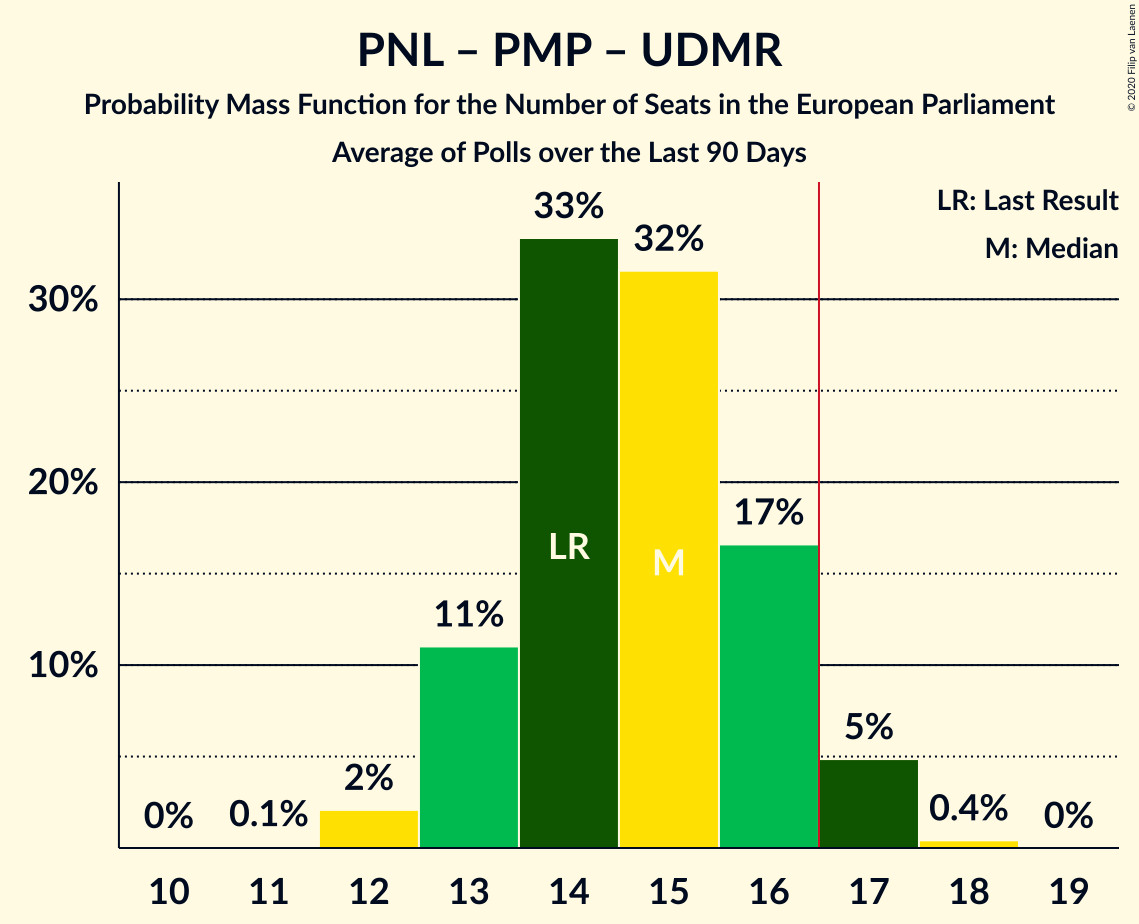 PNL – PMP – UDMR
Probability Mass Function for the Number of Seats in the European Parliament
Average of Polls over the Last 90 Days
© 2020 Filip van Laenen
LR: Last Result
M: Median
30%
20%
10%
0%
0.1%
2%
11%
33%
32%
17%
5%
0.4%
0%
LR
M
10
11
12
13
14
15
16
17
18
19